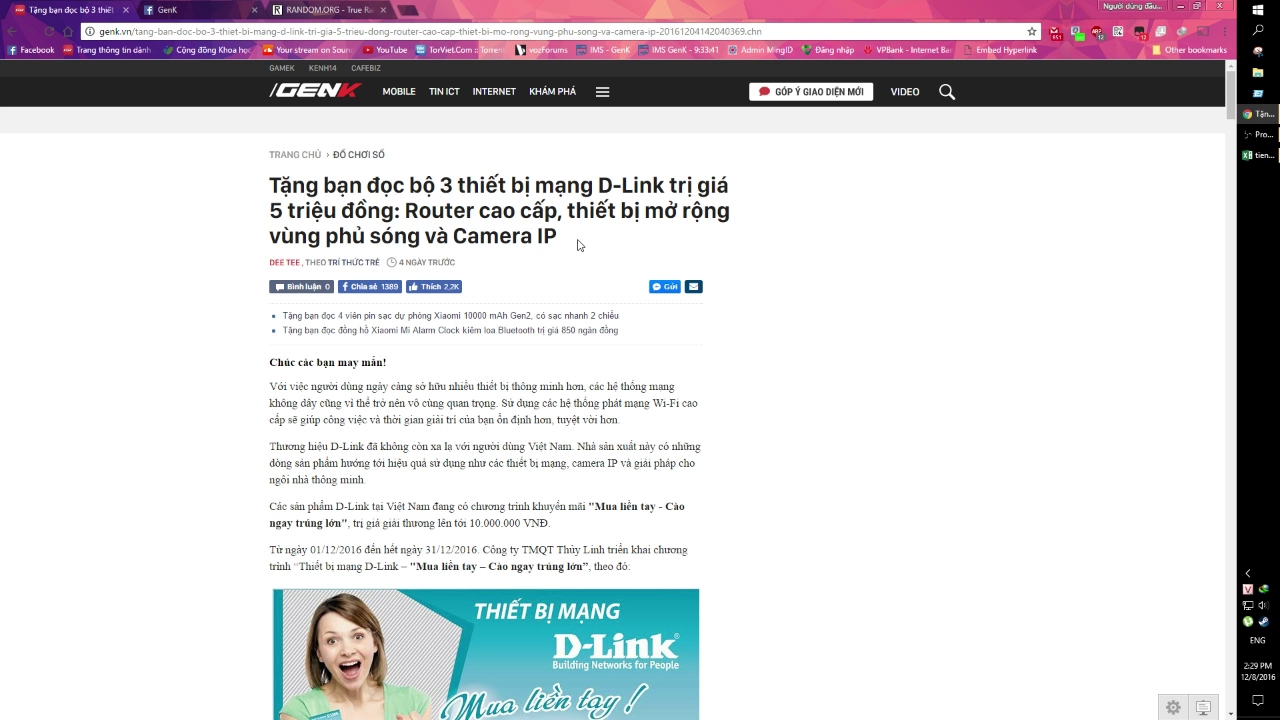 Tặng bạn đọc bộ 3 thiết
GenK
RANDOM.ORG - True Ra
Người dùng đầu...
genk.vn/tang-ban-doc-bo-3-thiet-bi-mang-d-link-tri-gia-5-trieu-dong-router-cao-cap-thiet-bi-mo-rong-vung-phu-song-va-camera-ip-20161204142040369.chn
Facebook
Trang thông tin dành
Cộng đồng Khoa học
Your stream on Soun
YouTube
TorViet.Com :: Torrent
vozForums
IMS - GenK
IMS GenK - 9:33:41
Admin MingID
Đăng nhập
VPBank - Internet Ban
Embed Hyperlink
Other bookmarks
GAMEK KENH14 CAFEBIZ
GENK MOBILE TIN ICT INTERNET KHÁM PHÁ GÓP Ý GIAO DIỆN MỚI VIDEO
TRANG CHỦ › ĐỒ CHƠI SỐ
Tặng bạn đọc bộ 3 thiết bị mạng D-Link trị giá
5 triệu đồng: Router cao cấp, thiết bị mở rộng
vùng phủ sóng và Camera IP
DEE TEE , THEO TRÍ THỨC TRẺ 4 NGÀY TRƯỚC
Bình luận 0 Chia sẻ 1389 Thích 2,2K Gửi
Tặng bạn đọc 4 viên pin sạc dự phòng Xiaomi 10000 mAh Gen2, có sạc nhanh 2 chiều
Tặng bạn đọc đồng hồ Xiaomi Mi Alarm Clock kiêm loa Bluetooth trị giá 850 ngàn đồng
Chúc các bạn may mắn!
Với việc người dùng ngày càng sở hữu nhiều thiết bị thông minh hơn, các hệ thống mạng
không dây cũng vì thế trở nên vô cùng quan trọng. Sử dụng các hệ thống phát mạng Wi-Fi cao
cấp sẽ giúp công việc và thời gian giải trí của bạn ổn định hơn, tuyệt vời hơn.
Thương hiệu D-Link đã không còn xa lạ với người dùng Việt Nam. Nhà sản xuất này có những
dòng sản phẩm hướng tới hiệu quả sử dụng như các thiết bị mạng, camera IP và giải pháp cho
ngôi nhà thông minh.
Các sản phẩm D-Link tại Việt Nam đang có chương trình khuyến mãi "Mua liền tay - Cào
ngay trúng lớn", trị giá giải thưởng lên tới 10.000.000 VNĐ.
Từ ngày 01/12/2016 đến hết ngày 31/12/2016. Công ty TMQT Thùy Linh triển khai chương
trình “Thiết bị mạng D-Link – "Mua liền tay – Cào ngay trúng lớn”, theo đó:
THIẾT BỊ MẠNG
D-Link®
Building Networks for People
Mua liền tay !
Tặn...
Pro...
tien...
ENG
2:29 PM
12/8/2016